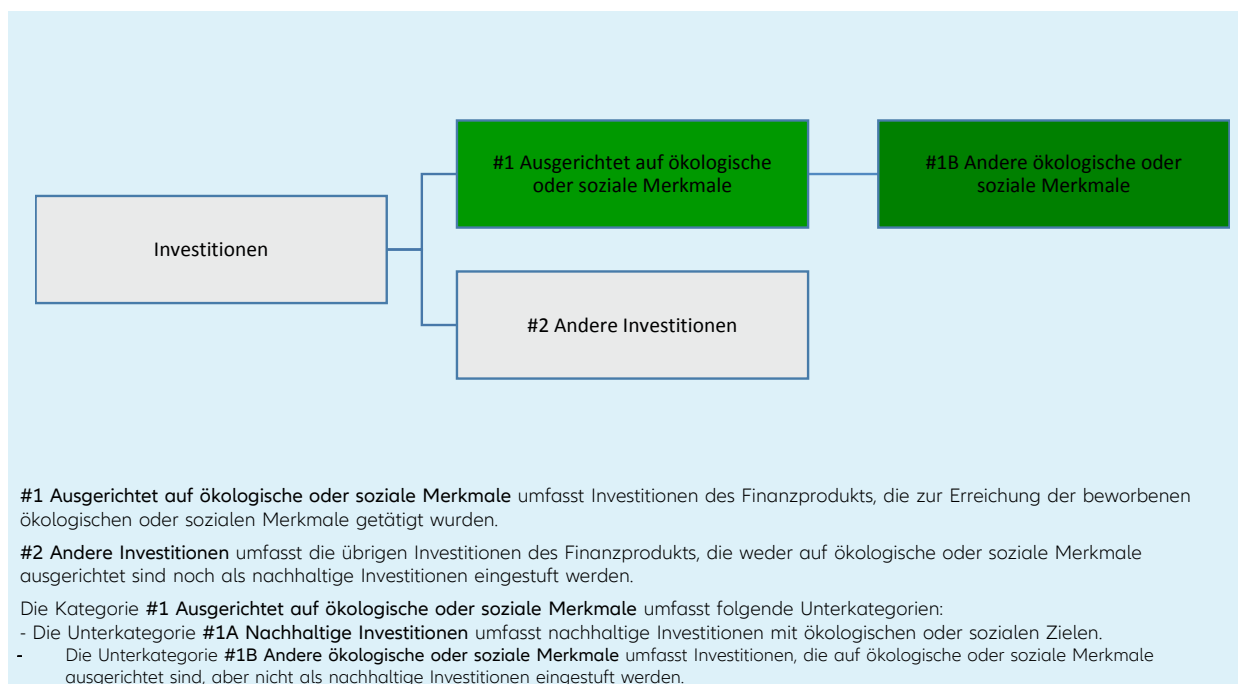 #1 Ausgerichtet auf ökologische
oder soziale Merkmale
#1B Andere ökologische oder
soziale Merkmale
Investitionen
#2 Andere Investitionen
#1 Ausgerichtet auf ökologische oder soziale Merkmale umfasst Investitionen des Finanzprodukts, die zur Erreichung der beworbenen
ökologischen oder sozialen Merkmale getätigt wurden.
#2 Andere Investitionen umfasst die übrigen Investitionen des Finanzprodukts, die weder auf ökologische oder soziale Merkmale
ausgerichtet sind noch als nachhaltige Investitionen eingestuft werden.
Die Kategorie #1 Ausgerichtet auf ökologische oder soziale Merkmale umfasst folgende Unterkategorien:
- Die Unterkategorie #1A Nachhaltige Investitionen umfasst nachhaltige Investitionen mit ökologischen oder sozialen Zielen.
- Die Unterkategorie #1B Andere ökologische oder soziale Merkmale umfasst Investitionen, die auf ökologische oder soziale Merkmale
ausgerichtet sind, aber nicht als nachhaltige Investitionen eingestuft werden.